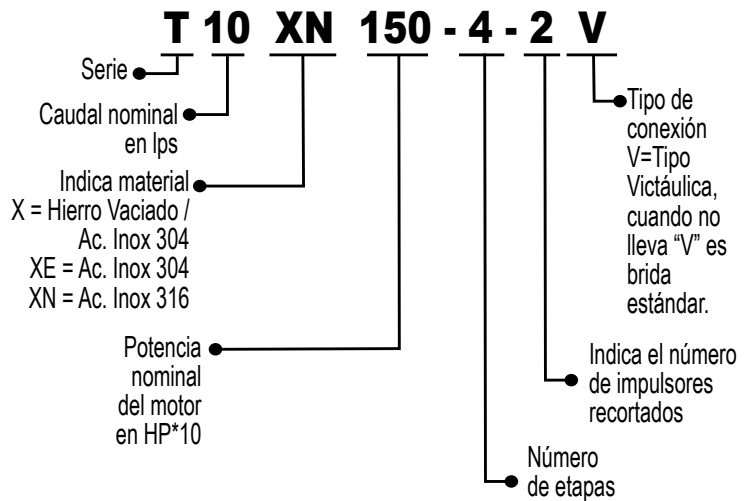 T 10 XN 150 - 4 - 2 V
Serie
Caudal nominal
en lps
Indica material
X = Hierro Vaciado /
Ac. Inox 304
XE = Ac. Inox 304
XN = Ac. Inox 316
Potencia
nominal
del motor
en HP*10
Tipo de
conexión
V=Tipo
Victáulica,
cuando no
lleva “V” es
brida
estándar.
Indica el número
de impulsores
recortados
Número
de etapas